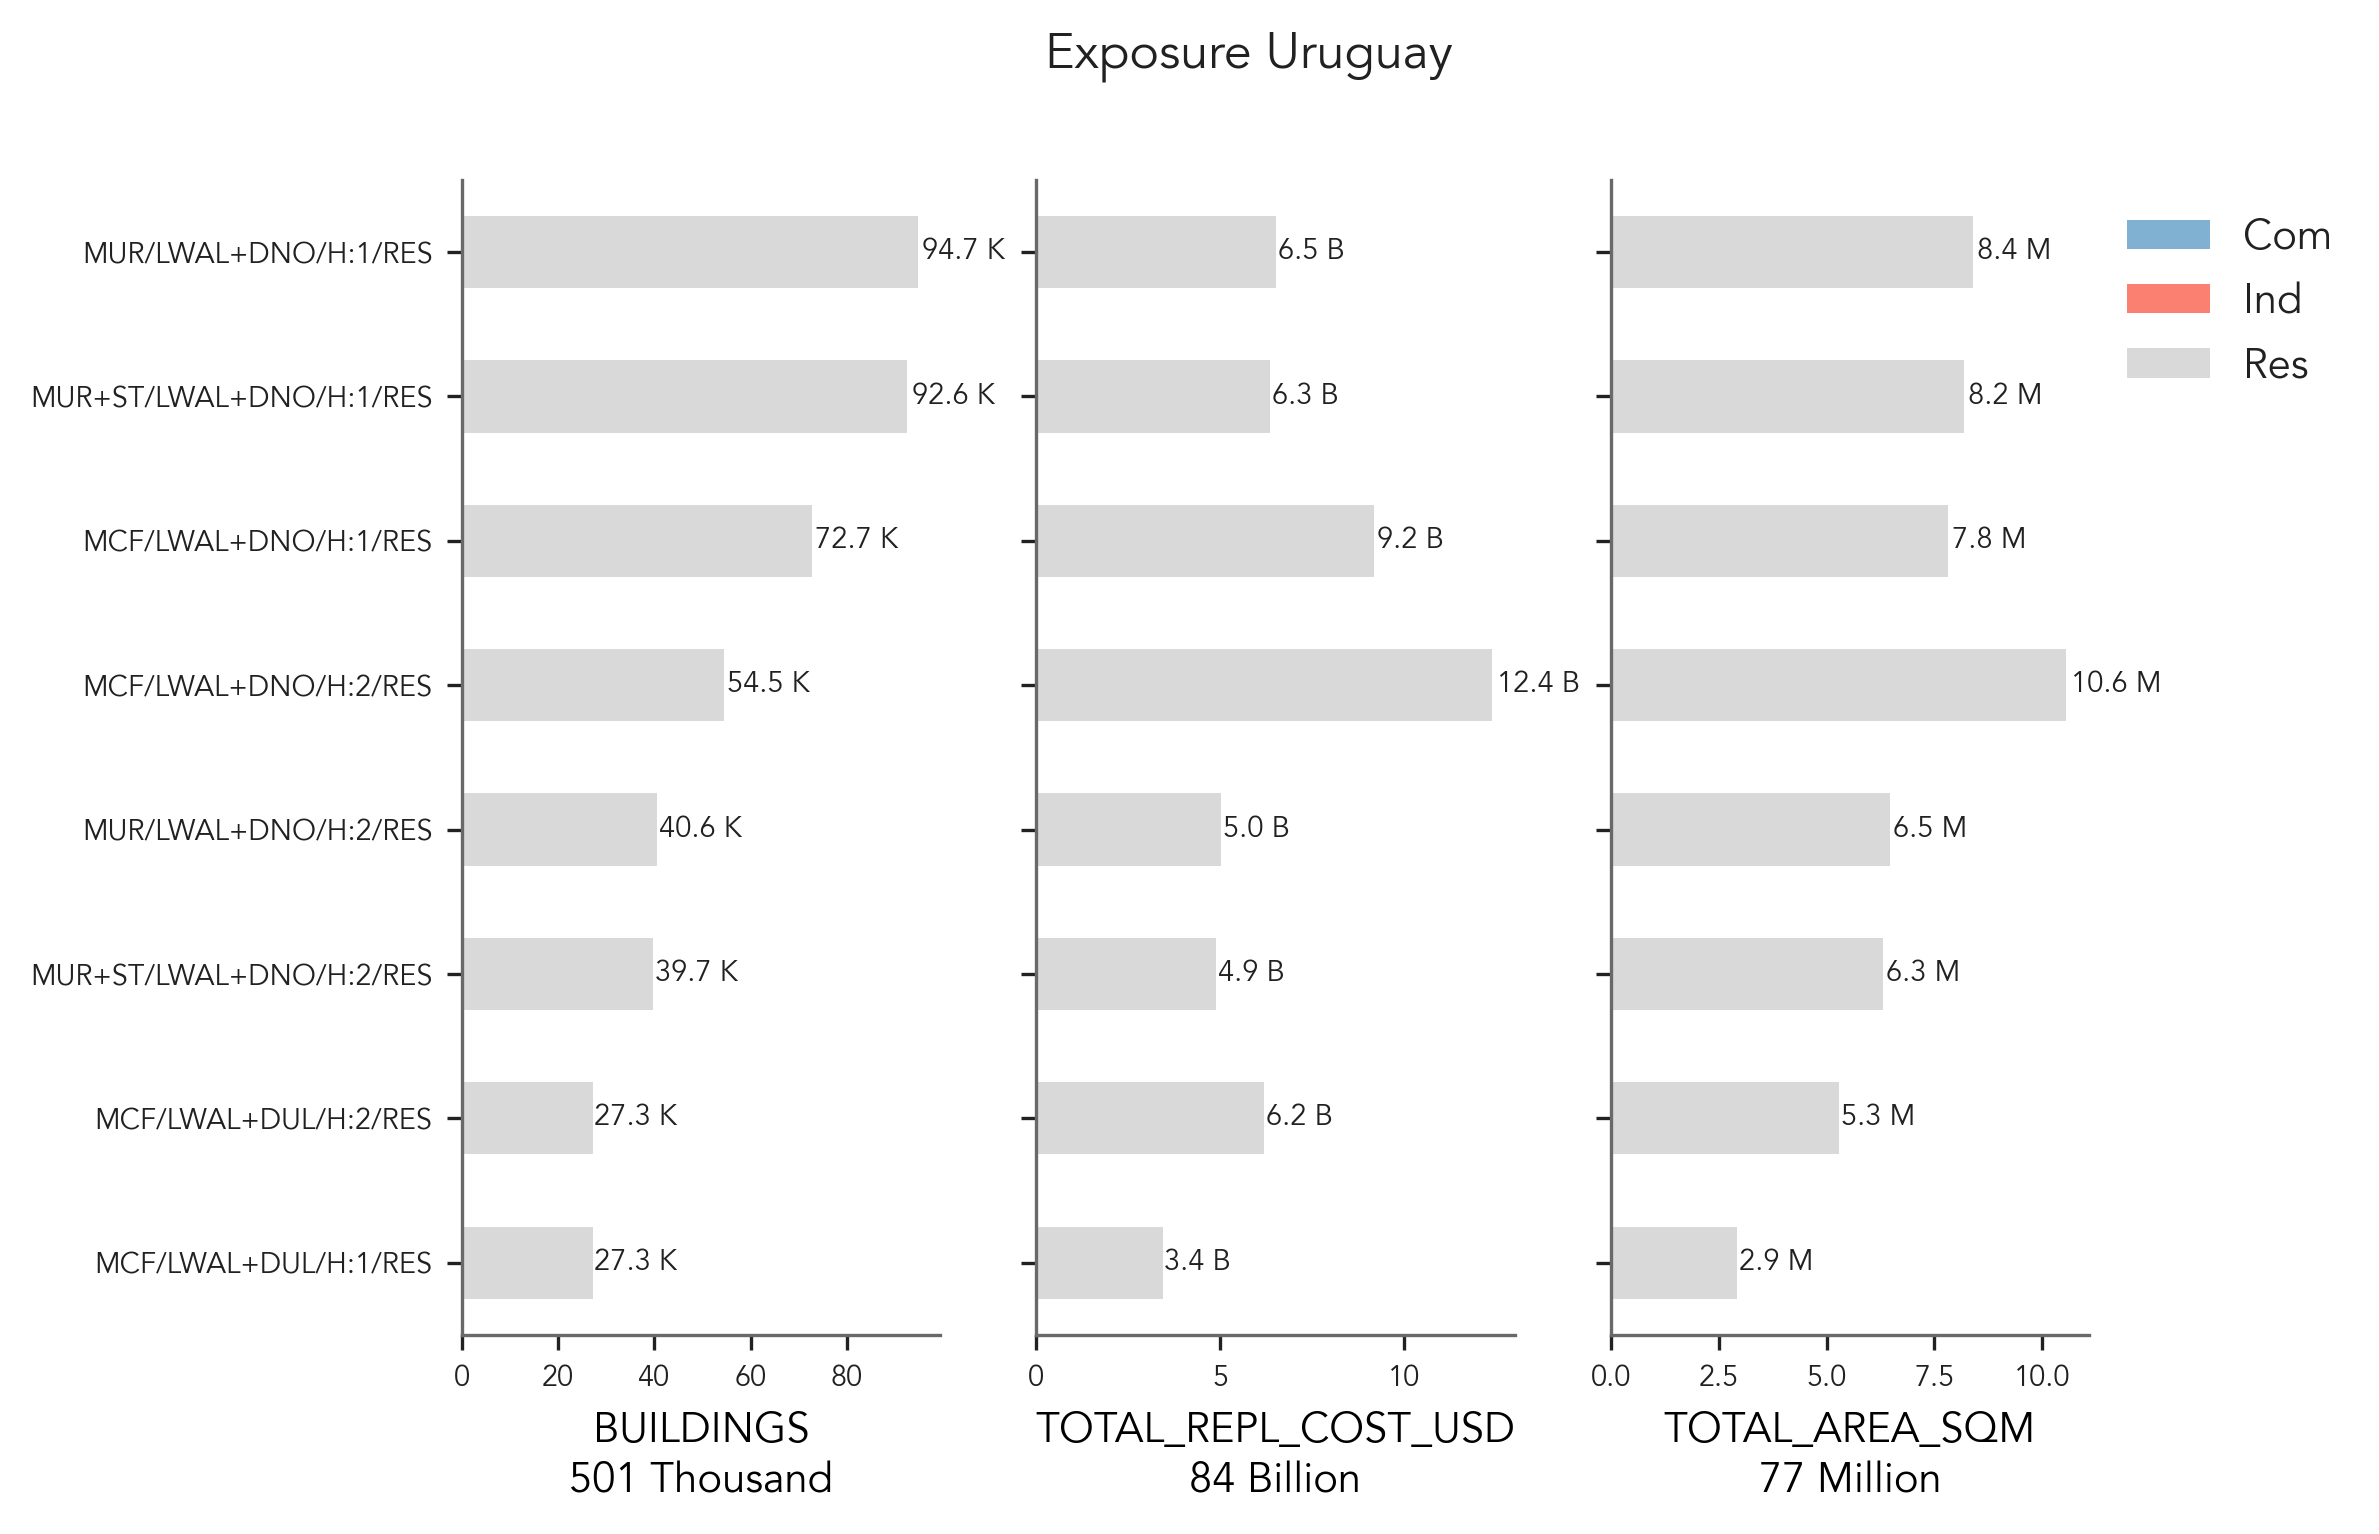 Exposure Uruguay
MUR/LWAL+DNO/H:1/RES
94.7 K
6.5 B
8.4 M
MUR+ST/LWAL+DNO/H:1/RES
92.6 K
6.3 B
8.2 M
MCF/LWAL+DNO/H:1/RES
72.7 K
9.2 B
7.8 M
MCF/LWAL+DNO/H:2/RES
54.5 K
12.4 B
10.6 M
MUR/LWAL+DNO/H:2/RES
40.6 K
5.0 B
6.5 M
MUR+ST/LWAL+DNO/H:2/RES
39.7 K
4.9 B
6.3 M
MCF/LWAL+DUL/H:2/RES
27.3 K
6.2 B
5.3 M
MCF/LWAL+DUL/H:1/RES
27.3 K
3.4 B
2.9 M
Com
Ind
Res
0 20 40 60 80
0 5 10
0.0 2.5 5.0 7.5 10.0
BUILDINGS
501 Thousand
TOTAL_REPL_COST_USD
84 Billion
TOTAL_AREA_SQM
77 Million